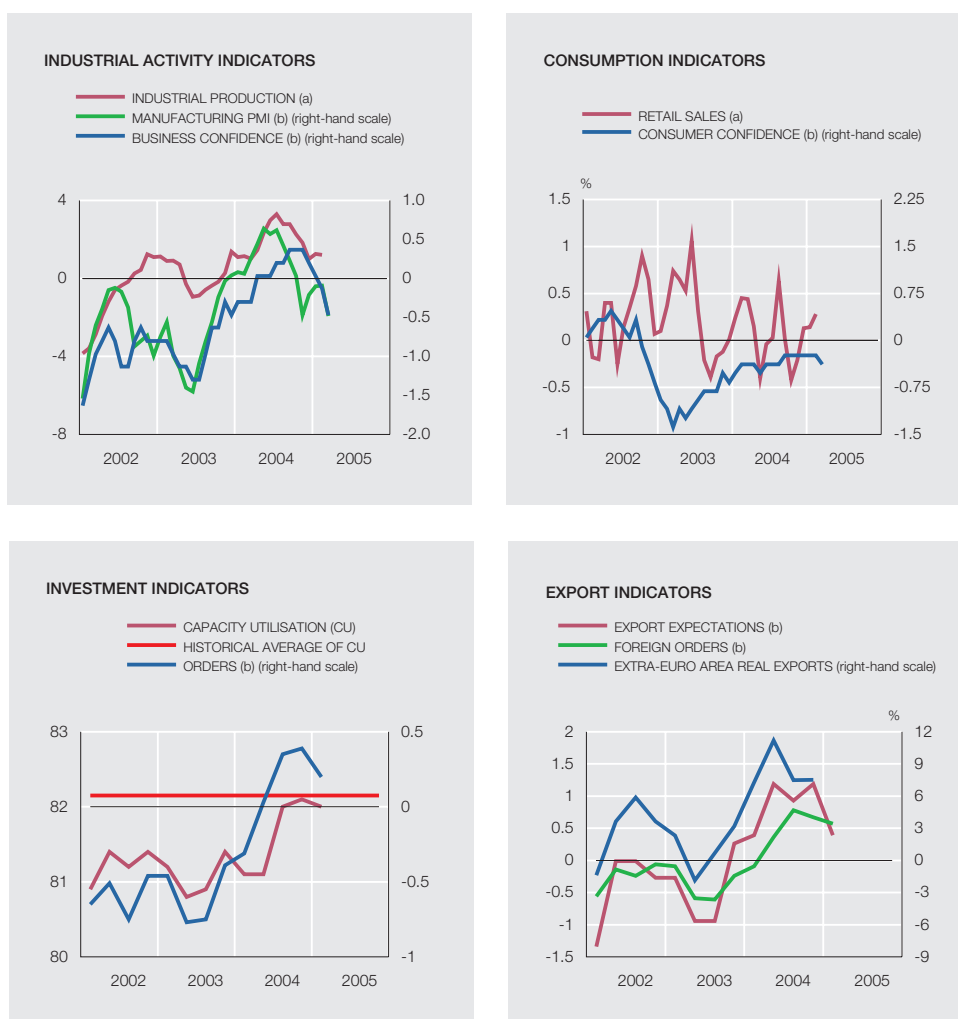 INDUSTRIAL ACTIVITY INDICATORS
INDUSTRIAL PRODUCTION (a)
MANUFACTURING PMI (b) (right-hand scale)
BUSINESS CONFIDENCE (b) (right-hand scale)
4
0
-4
-8
1.0
0.5
0
-0.5
-1.0
-1.5
-2.0
2002 2003 2004 2005
CONSUMPTION INDICATORS
RETAIL SALES (a)
CONSUMER CONFIDENCE (b) (right-hand scale)
%
1.5
1
0.5
0
-0.5
-1
2.25
1.5
0.75
0
-0.75
-1.5
2002 2003 2004 2005
INVESTMENT INDICATORS
CAPACITY UTILISATION (CU)
HISTORICAL AVERAGE OF CU
ORDERS (b) (right-hand scale)
83
82
81
80
0.5
0
-0.5
-1
2002 2003 2004 2005
EXPORT INDICATORS
EXPORT EXPECTATIONS (b)
FOREIGN ORDERS (b)
EXTRA-EURO AREA REAL EXPORTS (right-hand scale)
%
2
1.5
1
0.5
0
-0.5
-1
-1.5
12
9
6
3
0
-3
-6
-9
2002 2003 2004 2005